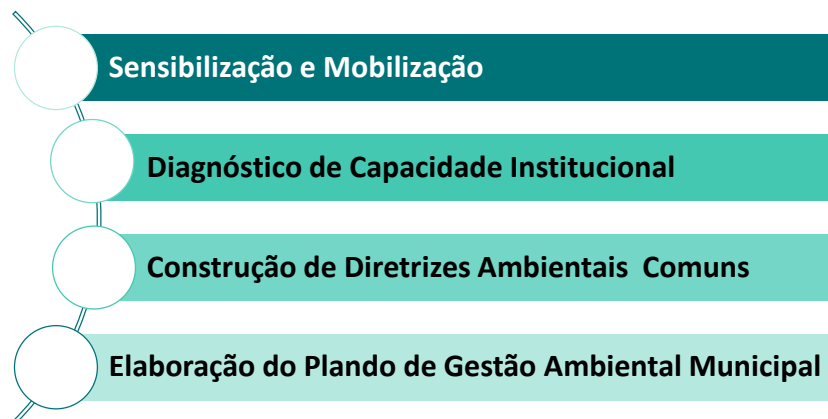 Sensibilização e Mobilização
Diagnóstico de Capacidade Institucional
Construção de Diretrizes Ambientais  Comuns
Elaboração do Plando de Gestão Ambiental Municipal